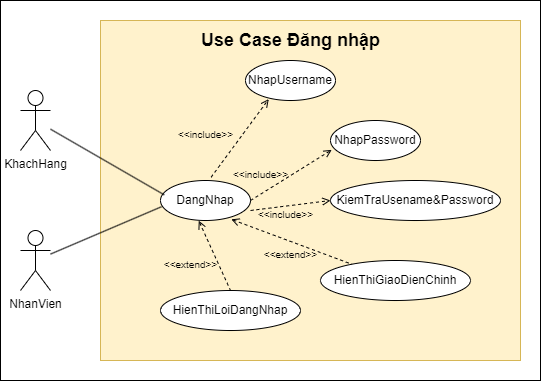 Use Case Đăng nhập
NhapUsername
<<include>>
KhachHang
NhapPassword
<<include>>
DangNhap
KiemTraUsename&Password
<<include>>
NhanVien
<<extend>>
<<extend>>
HienThiGiaoDienChinh
HienThiLoiDangNhap